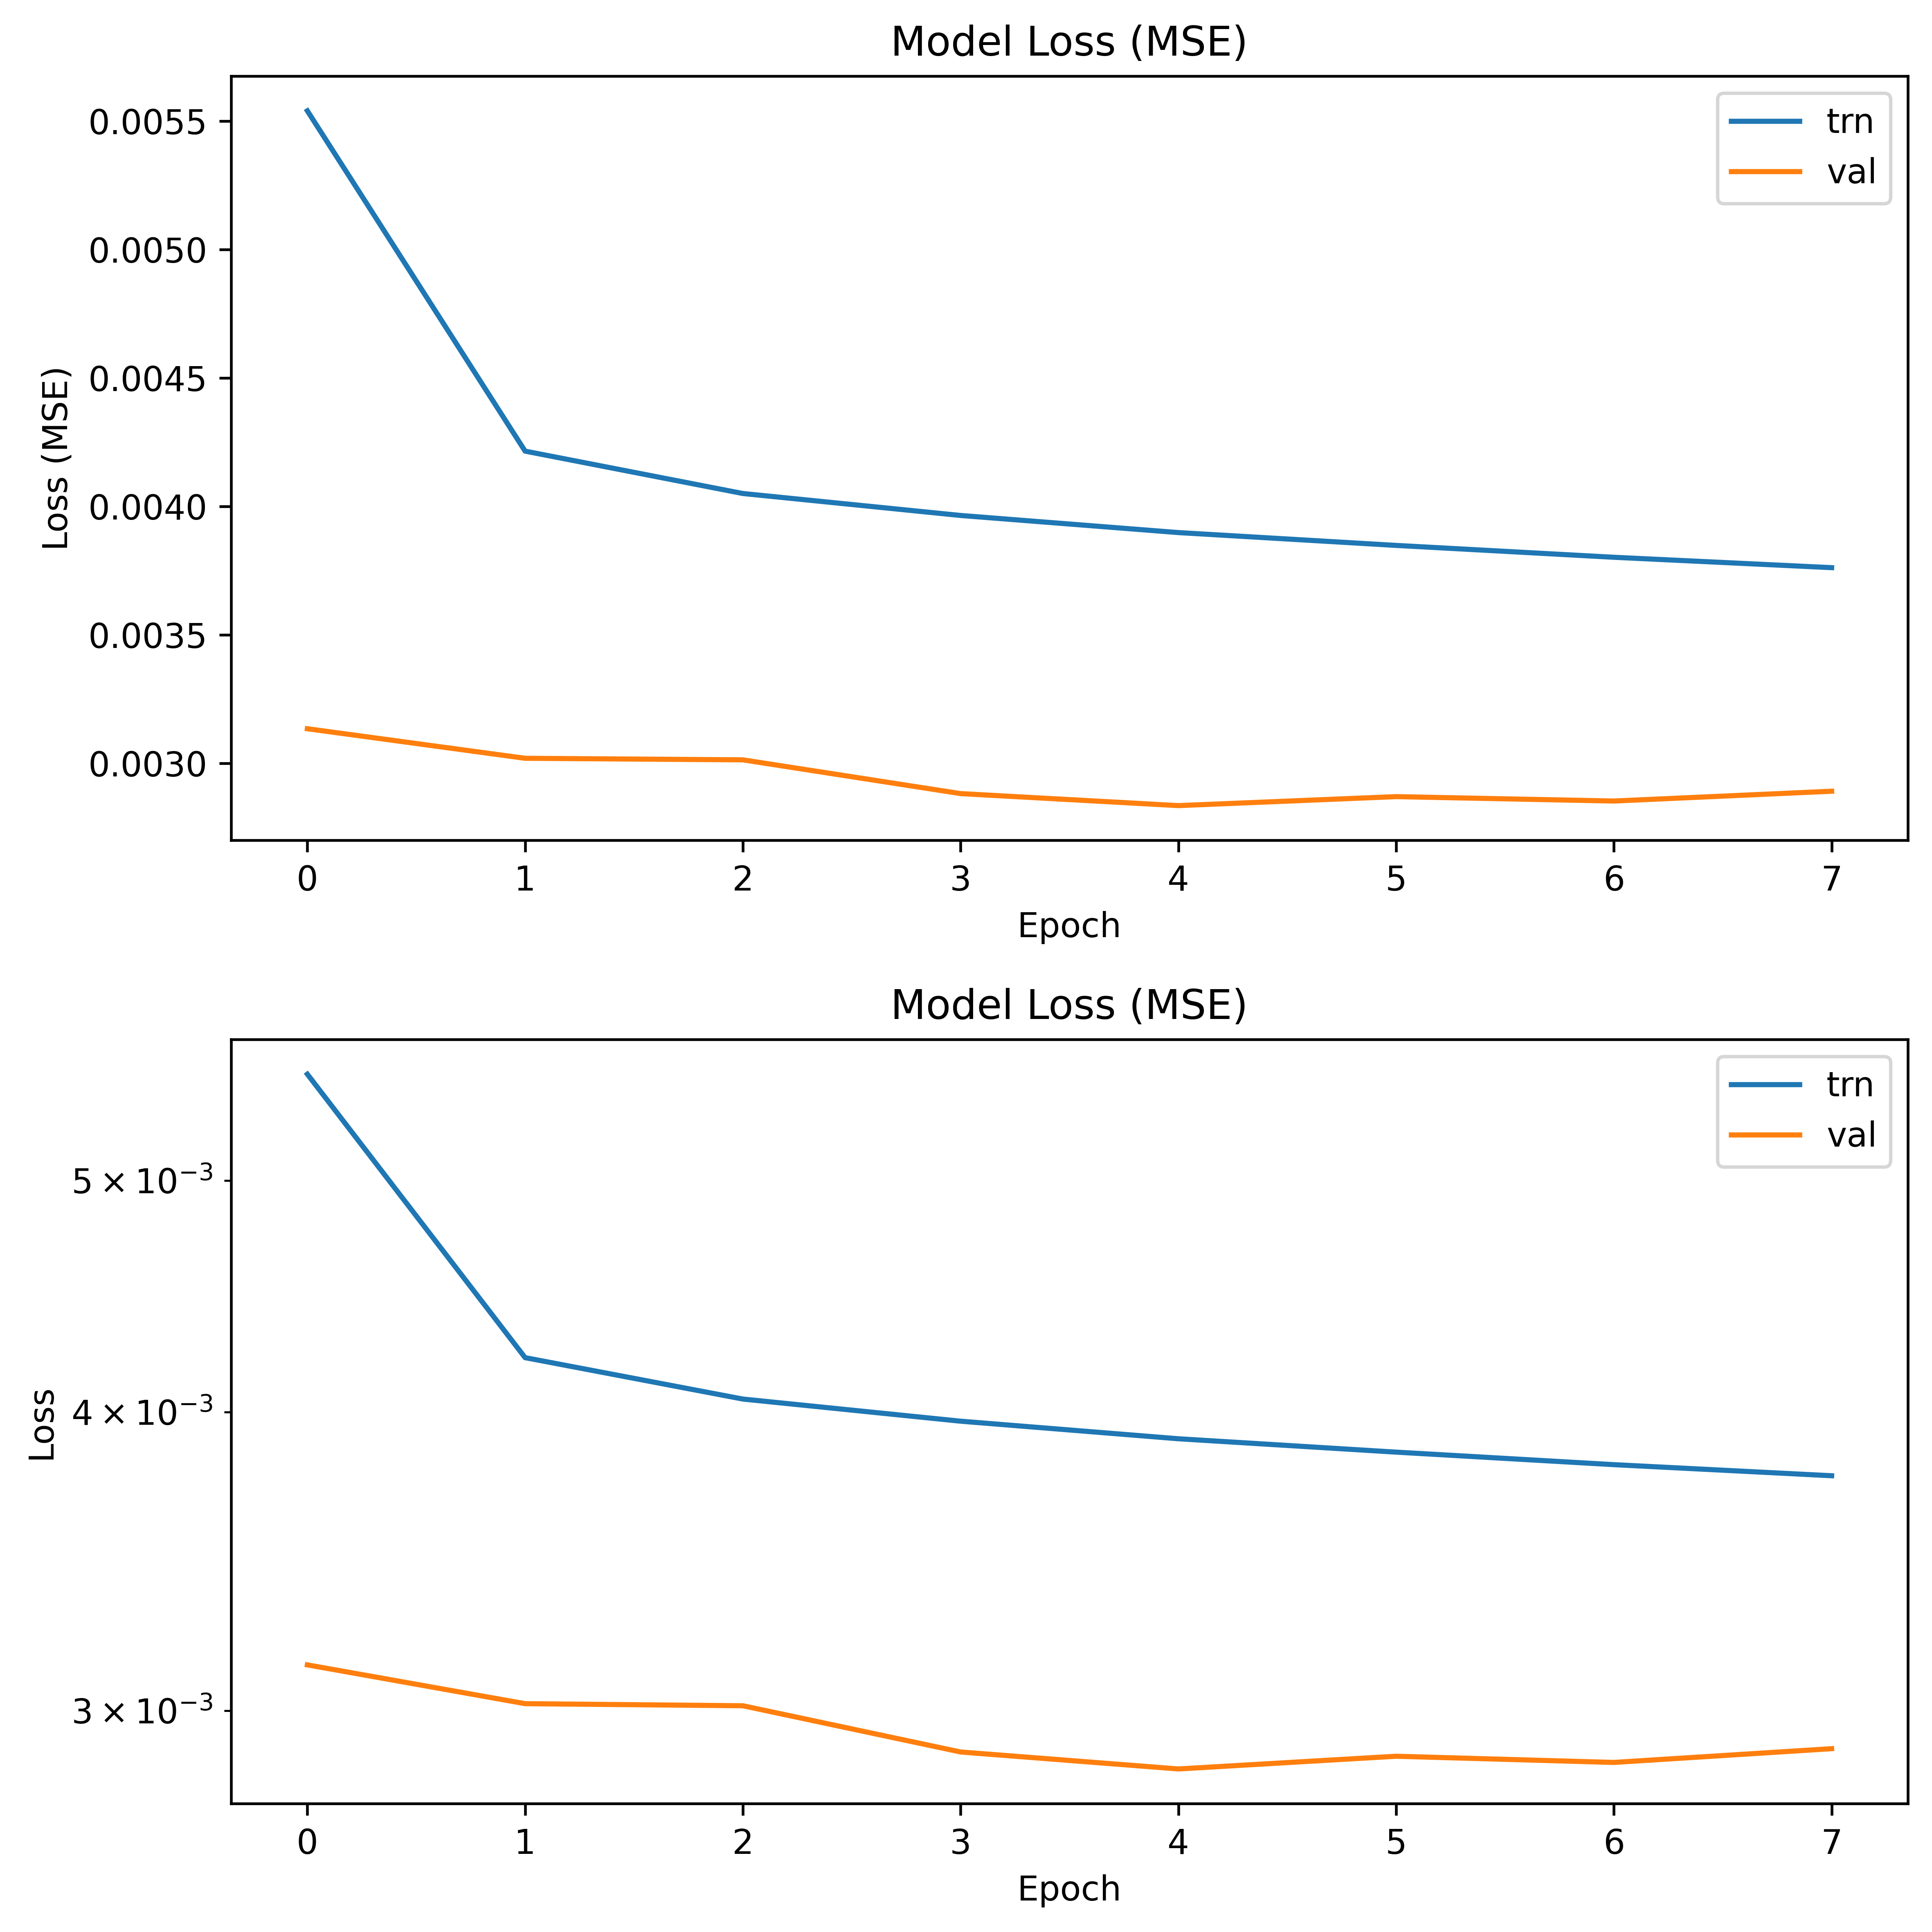 Model Loss (MSE)
trn
val
0.0055
0.0050
0.0045
0.0040
0.0035
0.0030
Loss (MSE)
0 1 2 3 4 5 6 7
Epoch
Model Loss (MSE)
trn
val
5 × 10⁻³
4 × 10⁻³
3 × 10⁻³
Loss
0 1 2 3 4 5 6 7
Epoch